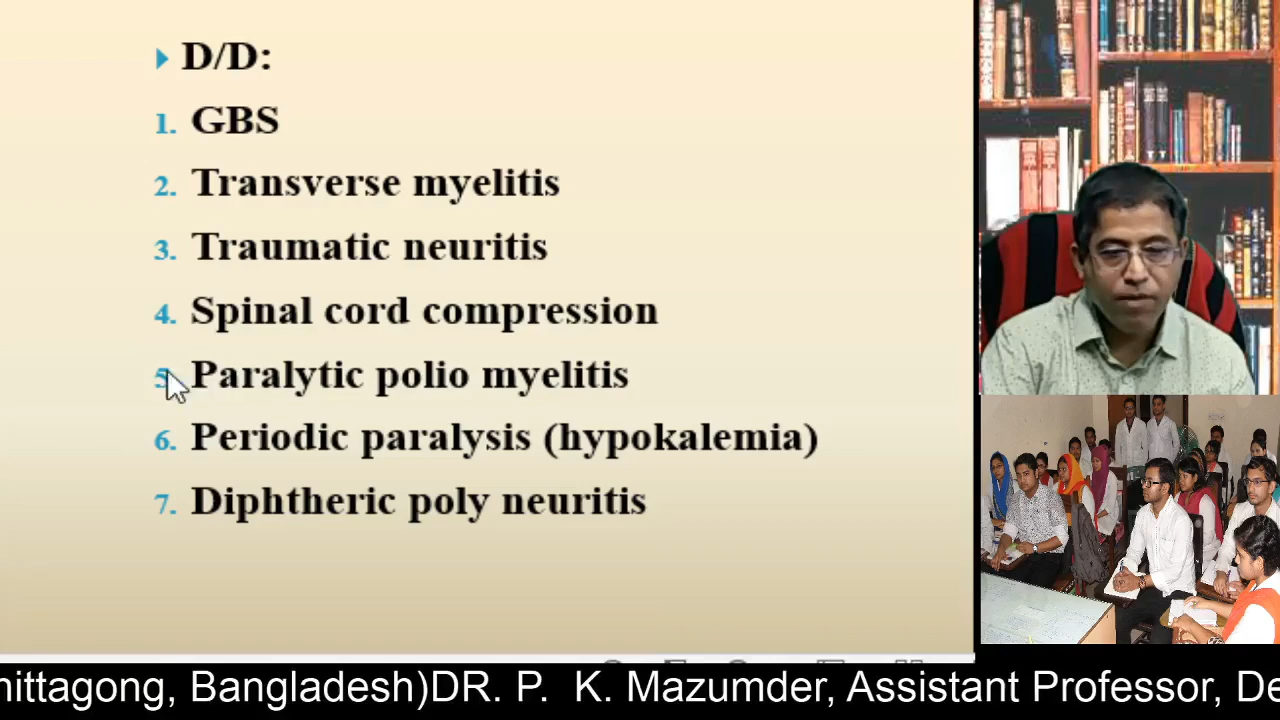 D/D:
1. GBS
2. Transverse myelitis
3. Traumatic neuritis
4. Spinal cord compression
5. Paralytic polio myelitis
6. Periodic paralysis (hypokalemia)
7. Diphtheric poly neuritis
hittagong, Bangladesh)DR. P. K. Mazumder, Assistant Professor, De